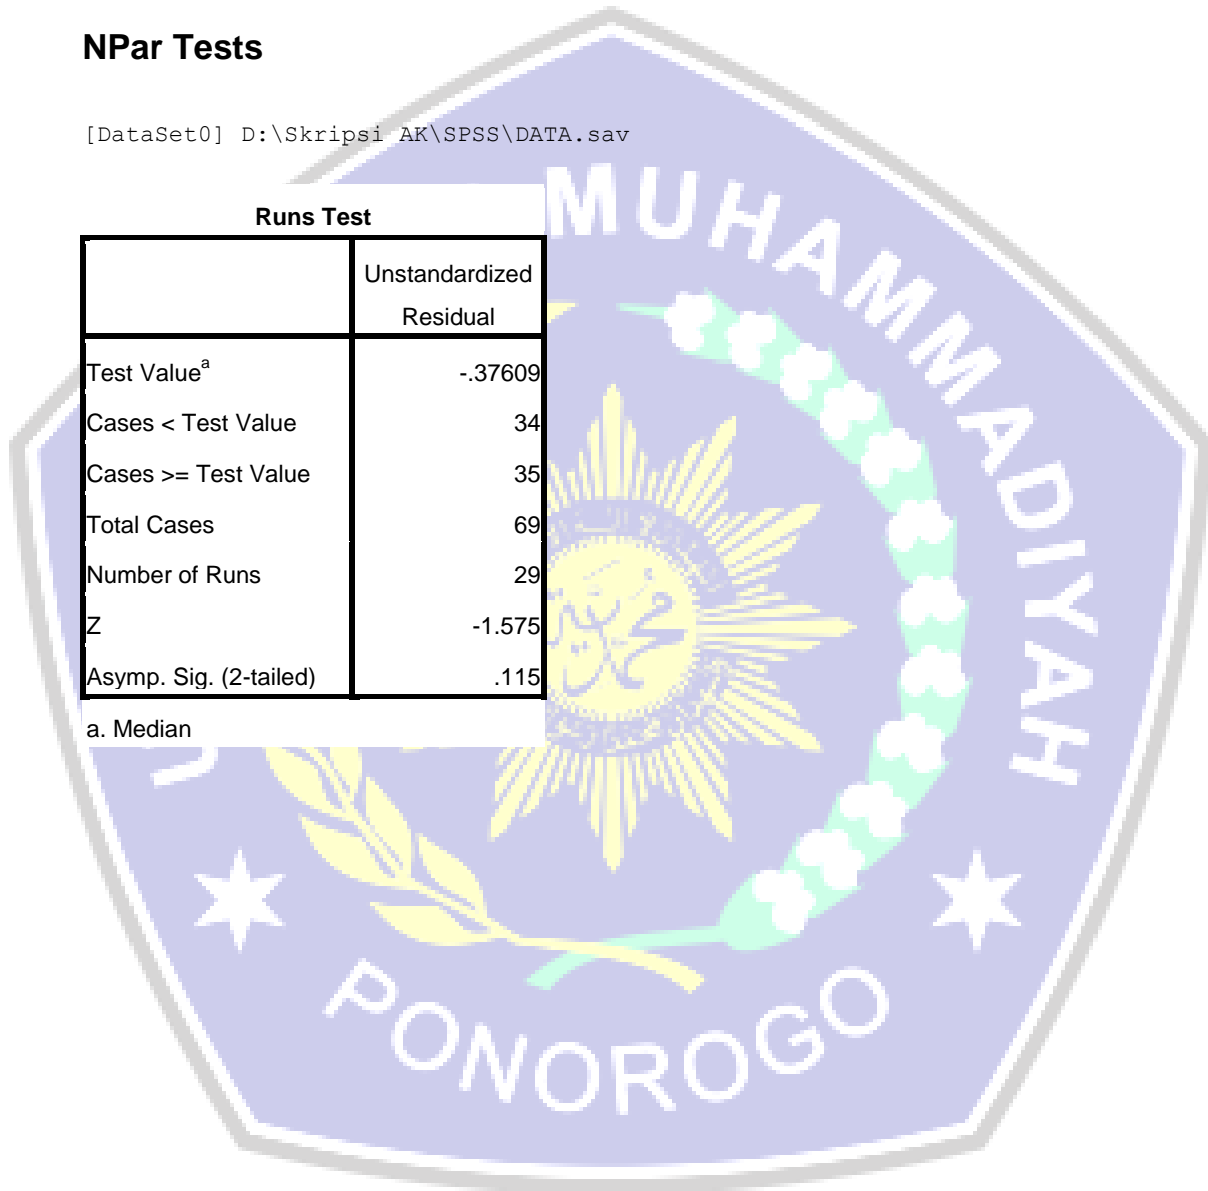 NPar Tests
[DataSet0] D:\Skripsi AK\SPSS\DATA.sav
Runs Test
Unstandardized
Residual
Test Valueᵃ -.37609
Cases < Test Value 34
Cases >= Test Value 35
Total Cases 69
Number of Runs 29
Z -1.575
Asymp. Sig. (2-tailed) .115
a. Median
MUHAMMADIYAH
PONOROGO